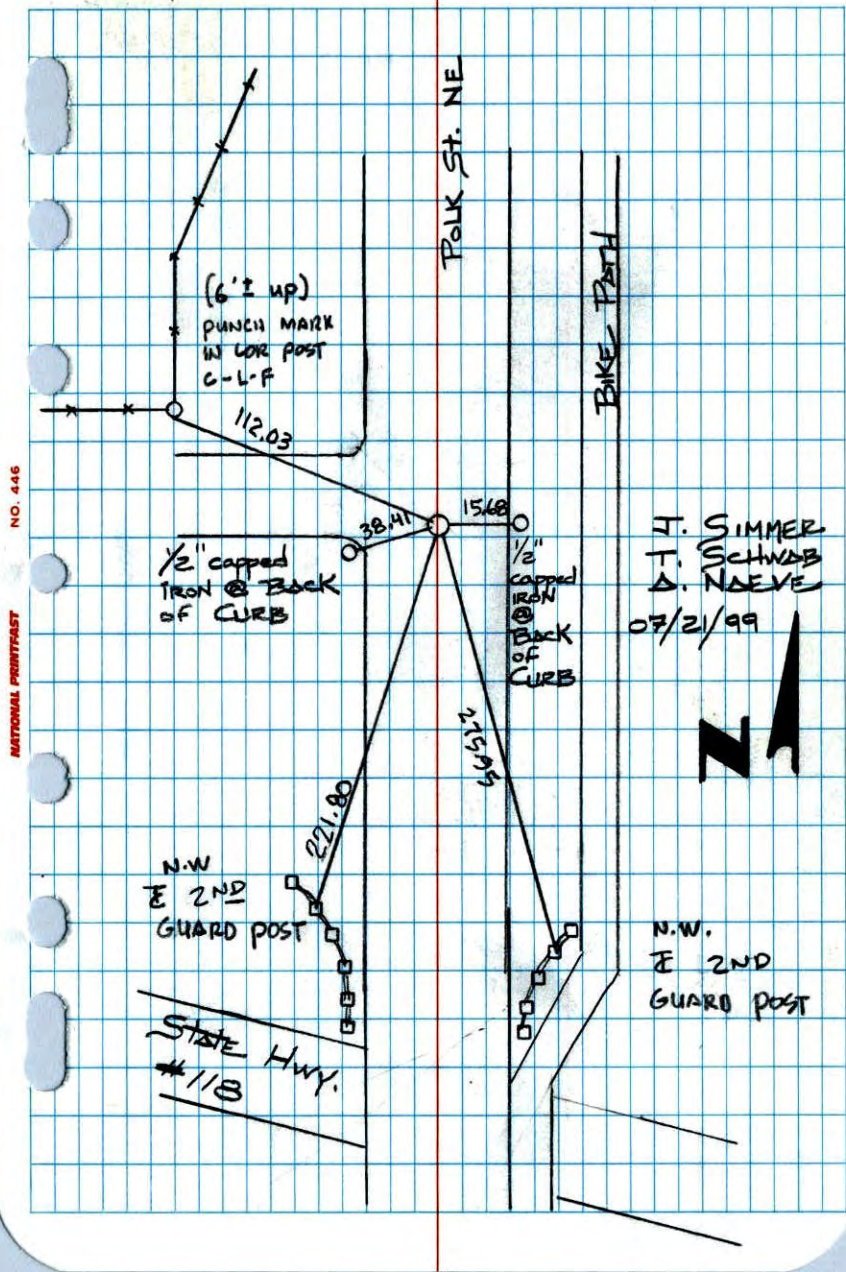 POLK ST. NE
(6'± UP)
PUNCH MARK
IN COR POST
C-L-F
112.03
BIKE PATH
NO. 446
NATIONAL PRINTFAST
38.41
15.68
1/2" capped
IRON @ BACK
OF CURB
1/2"
capped
IRON
@
BACK
OF
CURB
J. SIMMER
T. SCHWAB
A. NAEVE
07/21/99
N
221.80
N.W
2ND
GUARD POST
N.W.
2ND
GUARD POST
STATE HWY.
#118